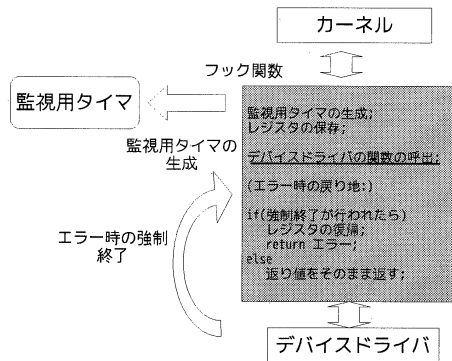 カーネル
フック関数
監視用タイマ
監視用タイマの
生成
監視用タイマの生成;
レジスタの保存;
デバイスドライバの関数の呼出;
(エラー時の戻り地:)
if(強制終了が行われたら)
レジスタの復帰;
return エラー;
else
返り値をそのまま返す;
エラー時の強制
終了
デバイスドライバ